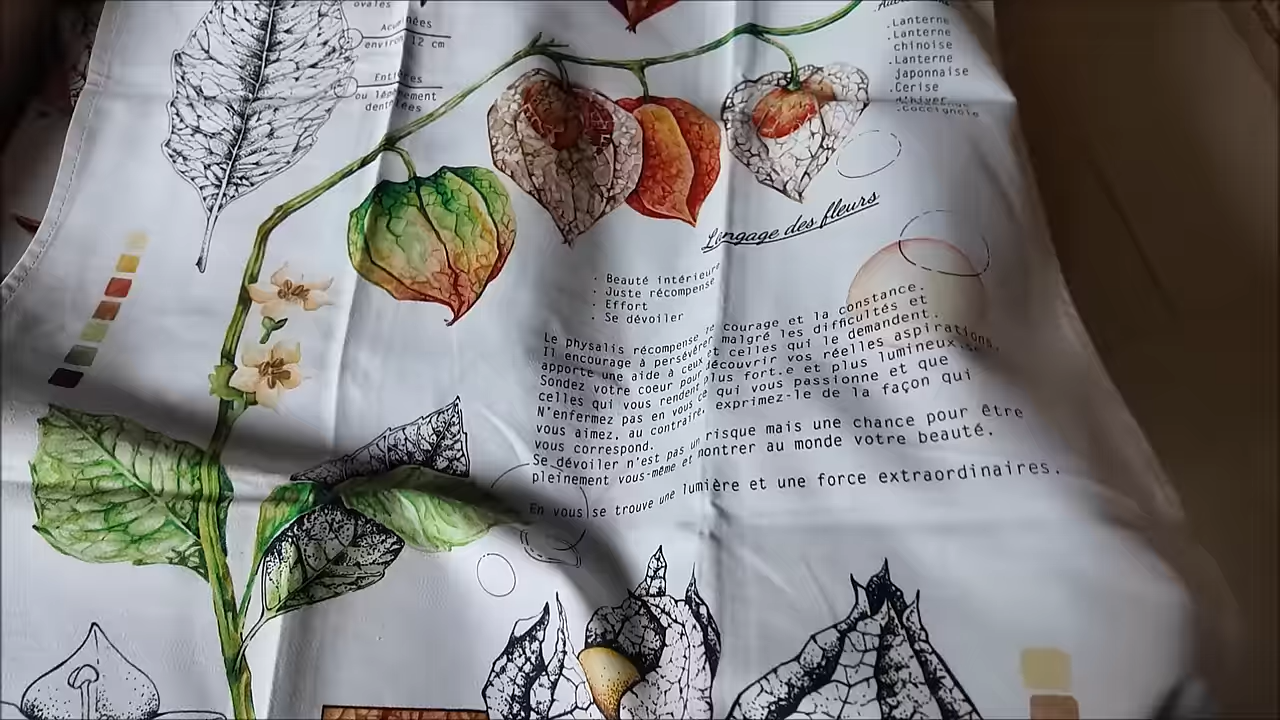 ovales
Acuminées
environ 12 cm
Entières
ou légèrement
dentelées
.Lanterne
.Lanterne
chinoise
.Lanterne
japonnaise
.Cerise
d'hiver
.Coccigrole
Langage des fleurs
. Beauté intérieure
. Juste récompense
. Effort
. Se dévoiler
Le physalis récompense le courage et la constance.
Il encourage à persévérer malgré les difficultés et
apporte une aide à ceux et celles qui le demandent.
Sondez votre coeur pour découvrir vos réelles aspirations,
celles qui vous rendent plus fort.e et plus lumineux.se.
N'enfermez pas en vous ce qui vous passionne et que
vous aimez, au contraire, exprimez-le de la façon qui
vous correspond.
Se dévoiler n'est pas un risque mais une chance pour être
pleinement vous-même et montrer au monde votre beauté.
En vous se trouve une lumière et une force extraordinaires.